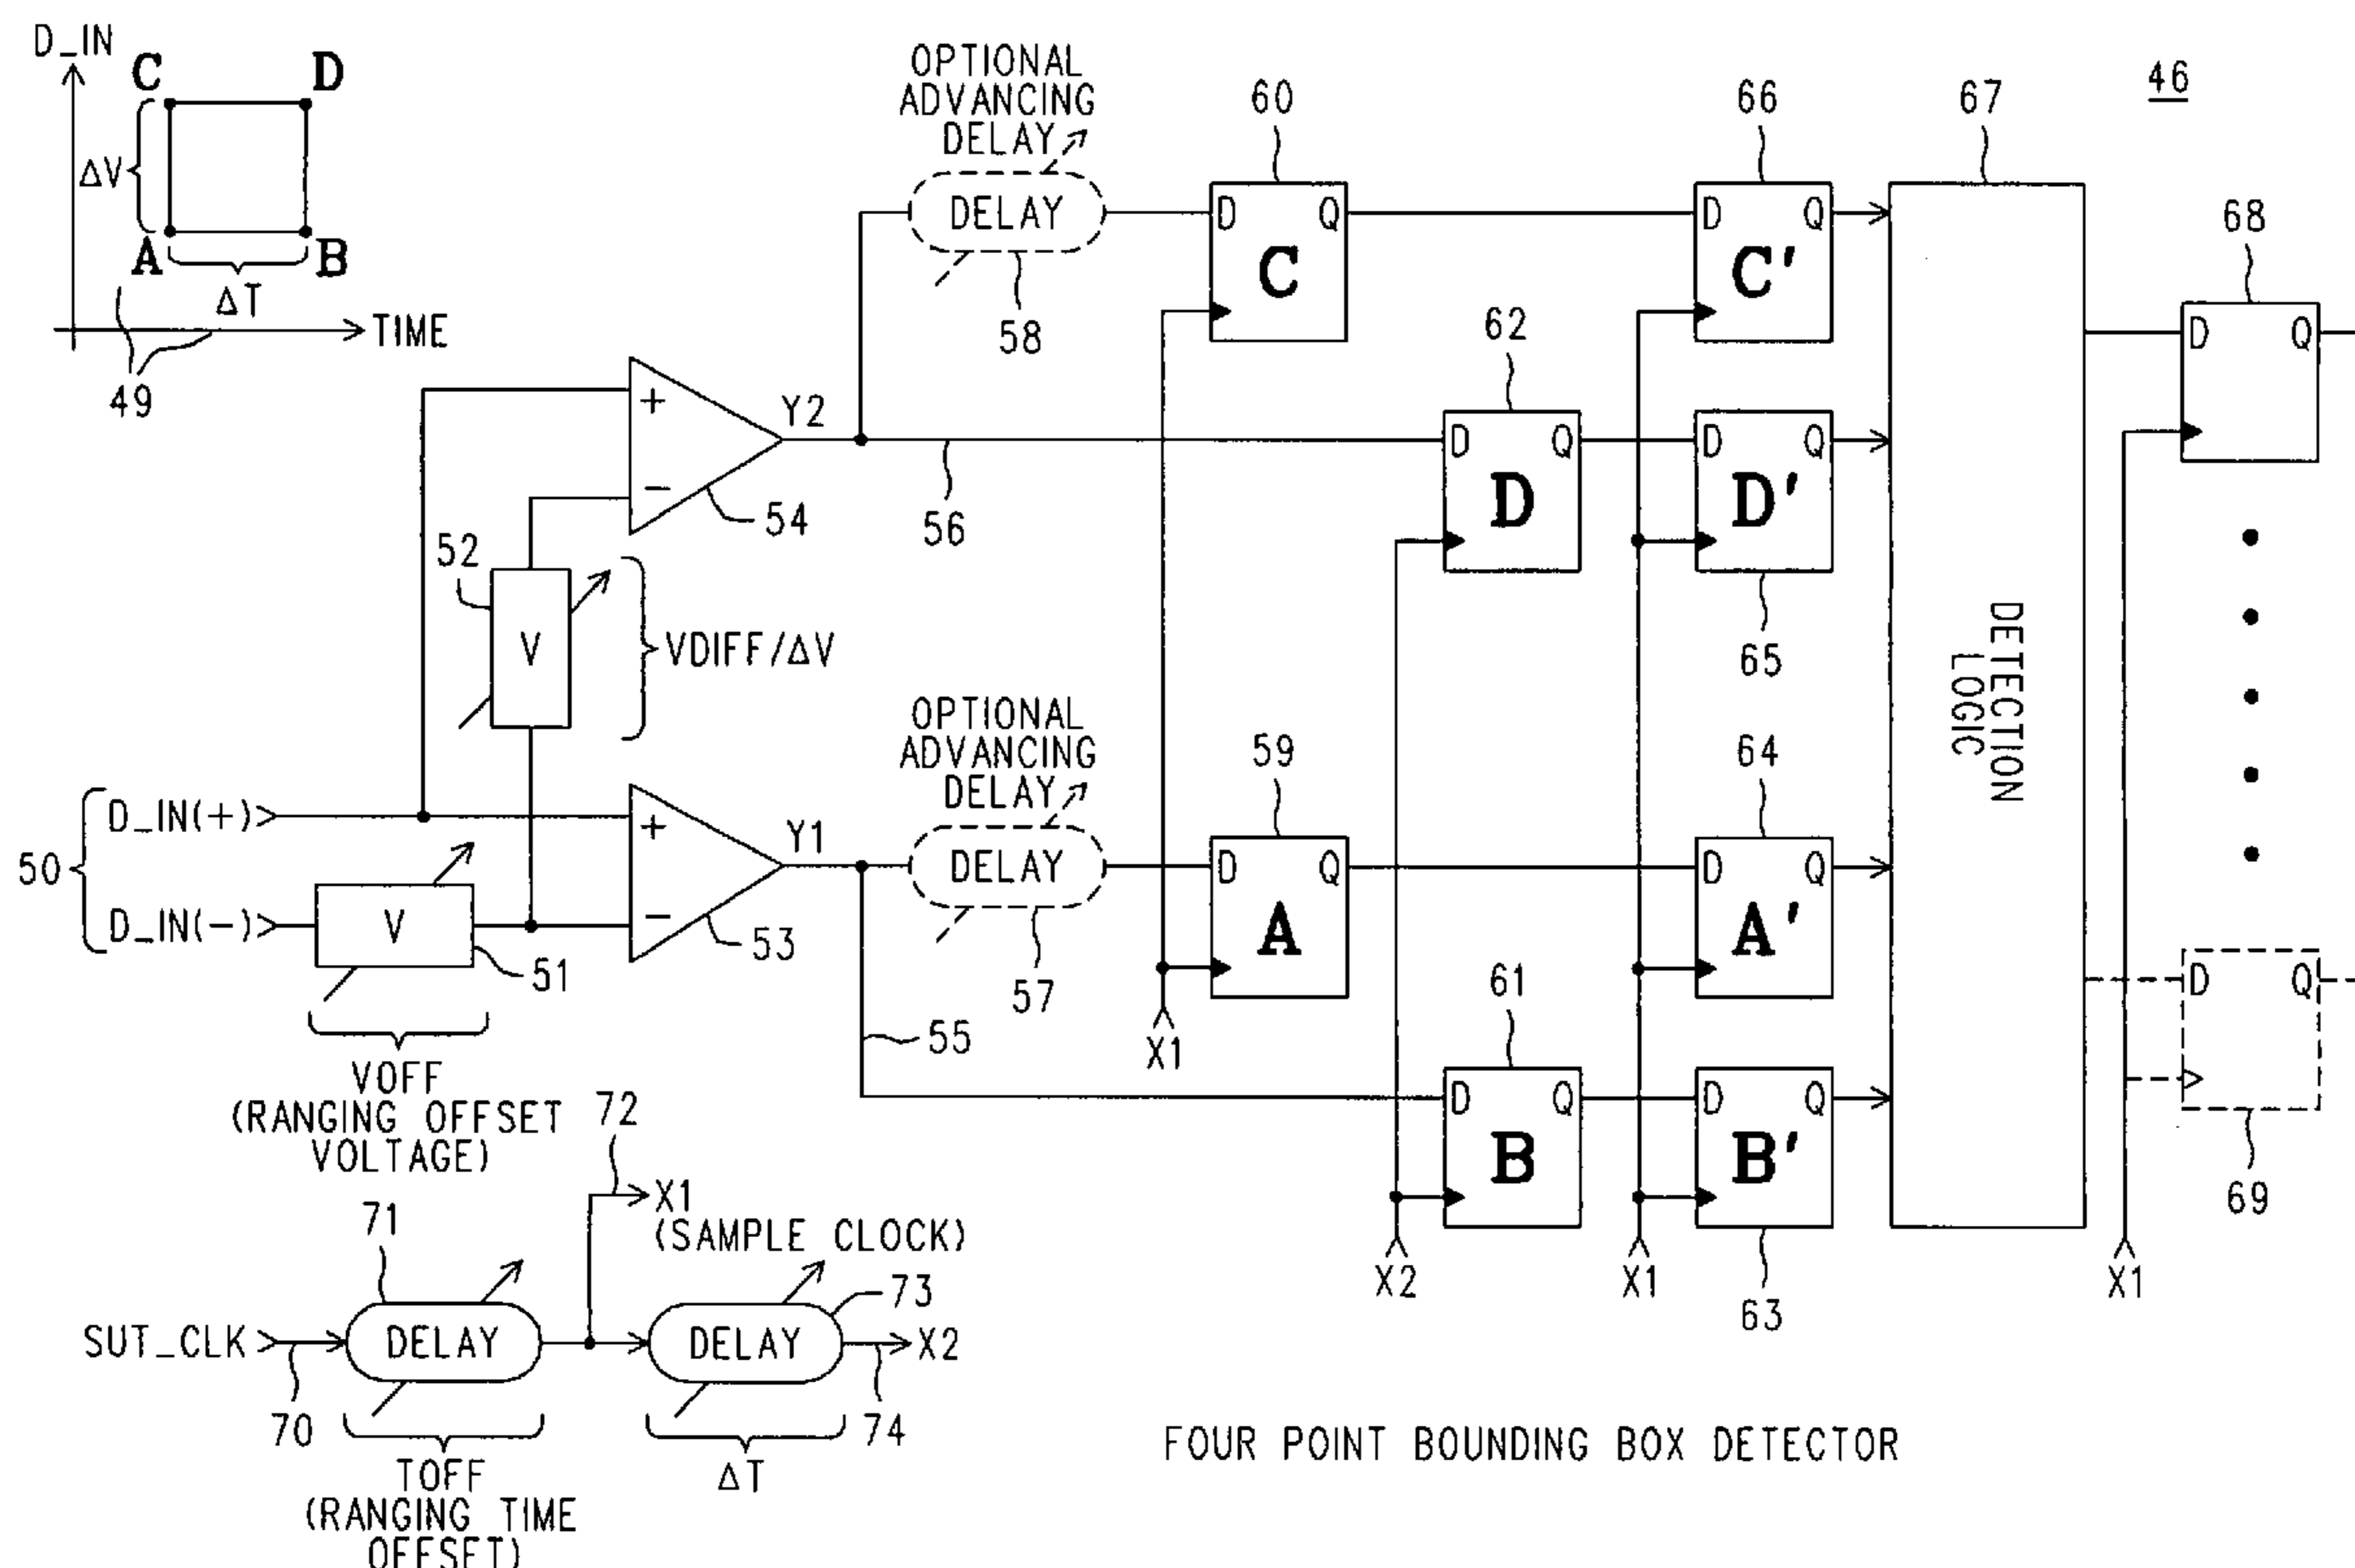 D_IN
C
D
ΔV
A
B
ΔT
TIME
49
OPTIONAL
ADVANCING
DELAY
DELAY
58
60
D Q
C
66
D Q
C'
67
46
68
D Q
Y2
+
−
54
56
62
D Q
D
D Q
D'
65
52
V
VDIFF/ΔV
DETECTION
LOGIC
OPTIONAL
ADVANCING
DELAY
DELAY
57
59
D Q
A
64
D Q
A'
50
D_IN(+)
D_IN(−)
V
51
Y1
+
−
53
55
X1
61
D Q
B
D Q
B'
63
D Q
69
X2
X1
X1
VOFF
(RANGING OFFSET
VOLTAGE)
72
X1
(SAMPLE CLOCK)
71
73
SUT_CLK
DELAY
DELAY
X2
70
74
TOFF
(RANGING TIME
OFFSET)
ΔT
FOUR POINT BOUNDING BOX DETECTOR